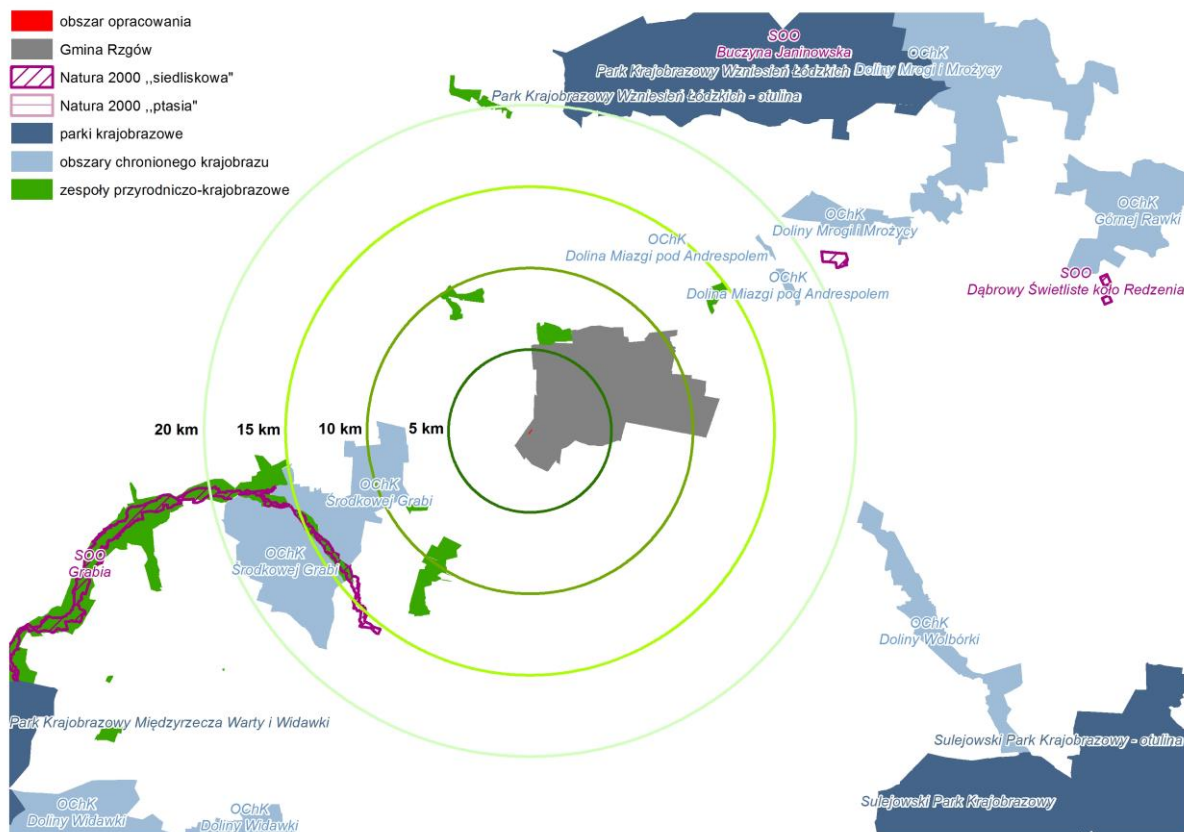 obszar opracowania
Gmina Rzgów
Natura 2000 ,,siedliskowa"
Natura 2000 ,,ptasia"
parki krajobrazowe
obszary chronionego krajobrazu
zespoły przyrodniczo-krajobrazowe
SOO
Buczyna Janinowska
Park Krajobrazowy Wzniesień Łódzkich
Park Krajobrazowy Wzniesień Łódzkich - otulina
OChK
Doliny Mrogi i Mrożycy
OChK
Górnej Rawki
OChK
Doliny Mrogi i Mrożycy
OChK
Dolina Miazgi pod Andrespolem
OChK
Dolina Miazgi pod Andrespolem
SOO
Dąbrowy Świetliste koło Redzenia
20 km
15 km
10 km
5 km
OChK
Środkowej Grabi
OChK
Środkowej Grabi
SOO
Grabia
OChK
Doliny Wolbórki
Park Krajobrazowy Międzyrzecza Warty i Widawki
Sulejowski Park Krajobrazowy - otulina
Sulejowski Park Krajobrazowy
OChK
Doliny Widawki
OChK
Doliny Widawki